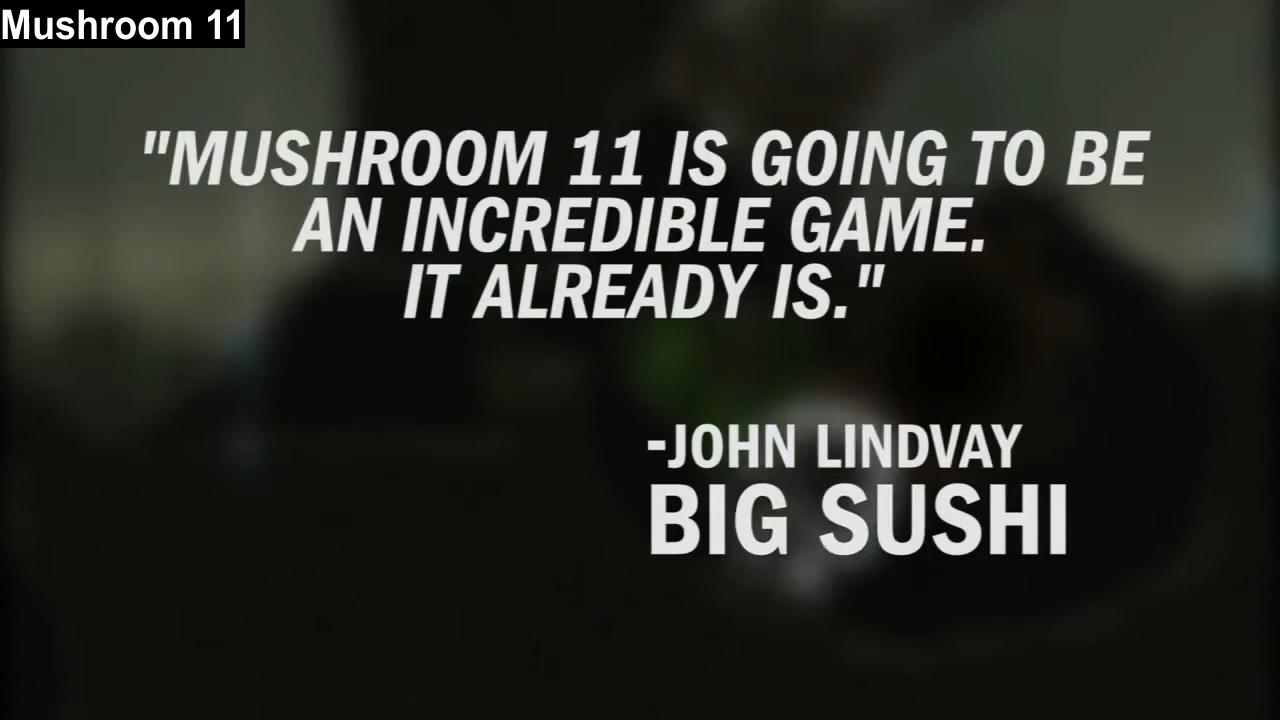 Mushroom 11
"MUSHROOM 11 IS GOING TO BE
AN INCREDIBLE GAME.
IT ALREADY IS."
-JOHN LINDVAY
BIG SUSHI